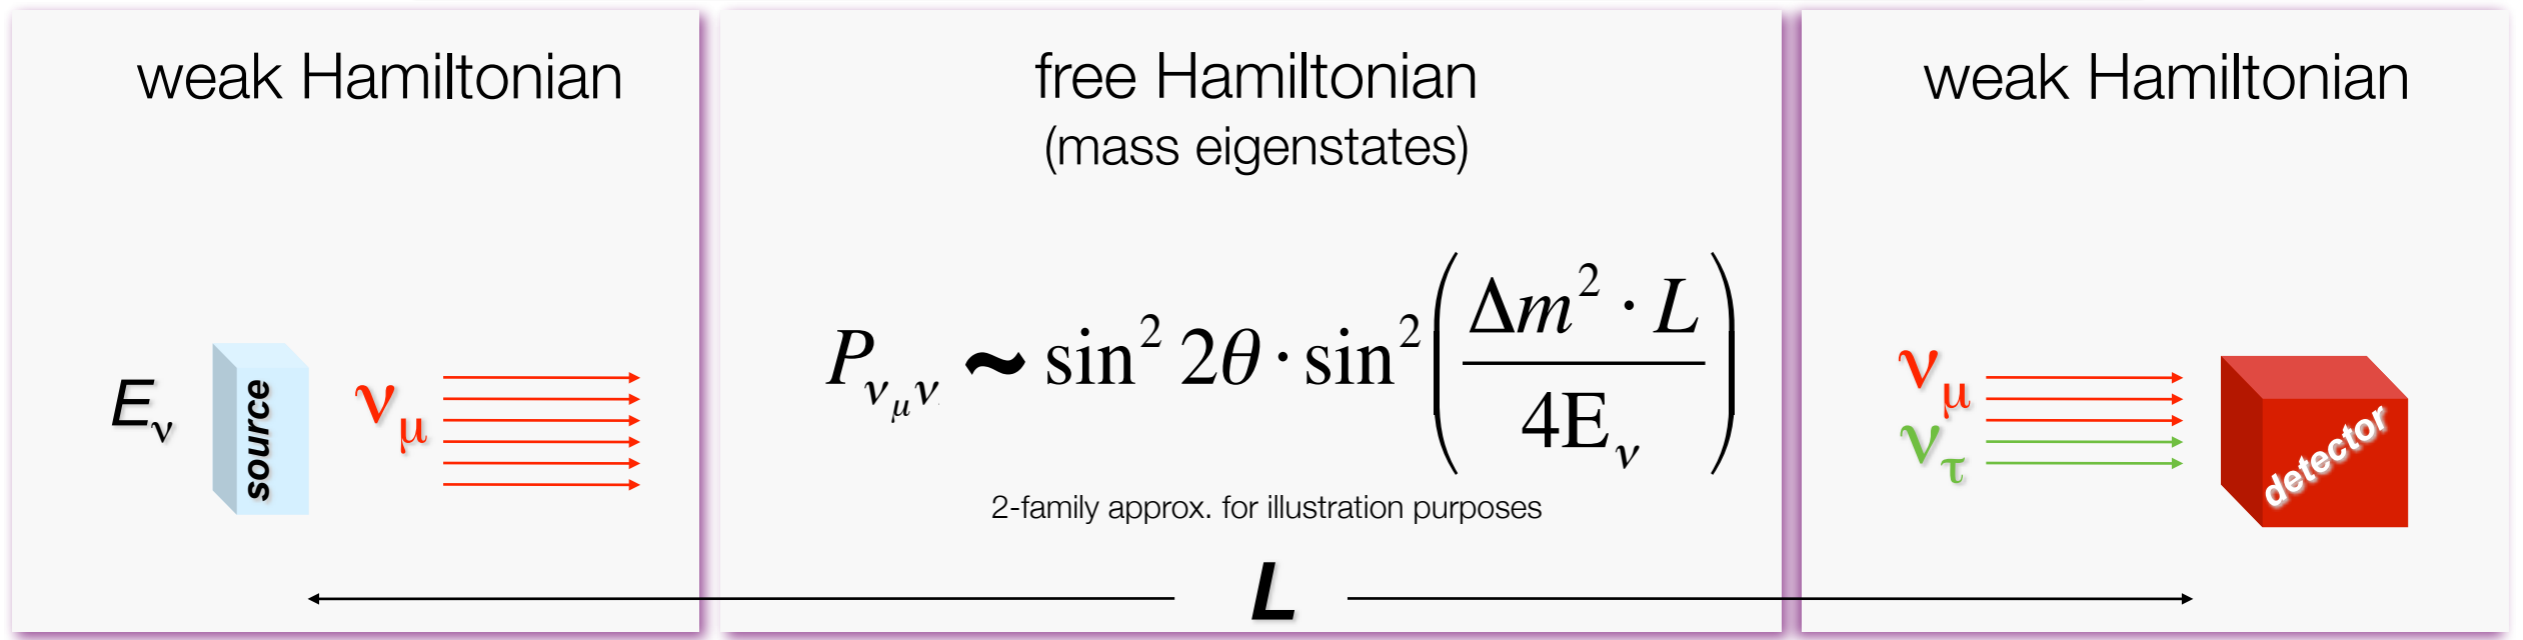 weak Hamiltonian
E_ν
source
ν_μ
free Hamiltonian
(mass eigenstates)
P_{ν_μ ν} ~ sin² 2θ · sin² (Δm² · L / 4E_ν)
2-family approx. for illustration purposes
L
weak Hamiltonian
ν_μ
ν_τ
detector